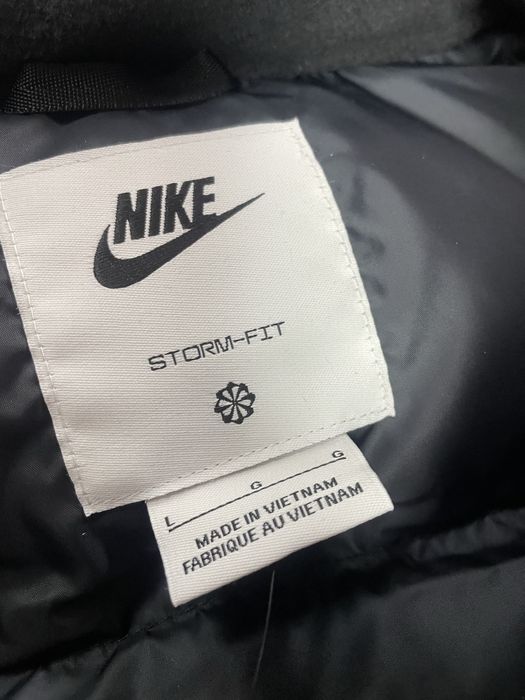 NIKE
STORM-FIT
L G G
MADE IN VIETNAM
FABRIQUE AU VIETNAM